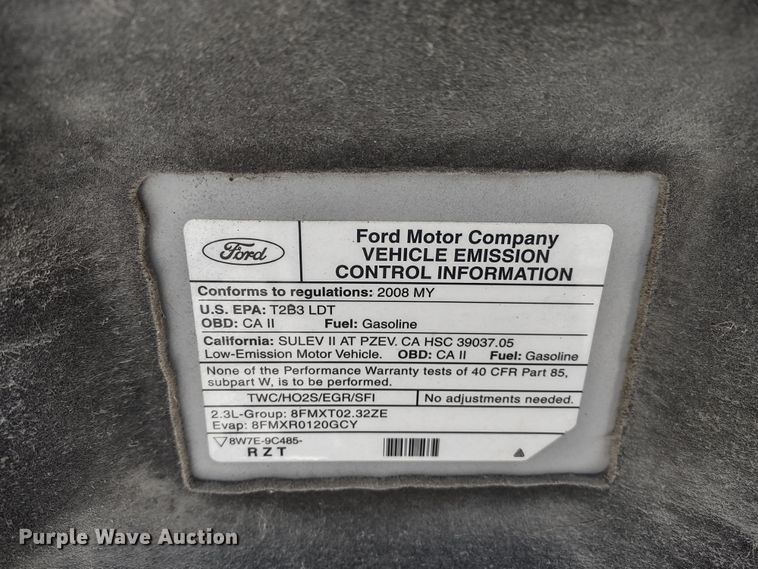 Ford
Ford Motor Company
VEHICLE EMISSION
CONTROL INFORMATION
Conforms to regulations: 2008 MY
U.S. EPA: T2B3 LDT
OBD: CA II Fuel: Gasoline
California: SULEV II AT PZEV. CA HSC 39037.05
Low-Emission Motor Vehicle. OBD: CA II Fuel: Gasoline
None of the Performance Warranty tests of 40 CFR Part 85,
subpart W, is to be performed.
TWC/HO2S/EGR/SFI No adjustments needed.
2.3L-Group: 8FMXT02.32ZE
Evap: 8FMXR0120GCY
8W7E-9C485-
RZT
Purple Wave Auction